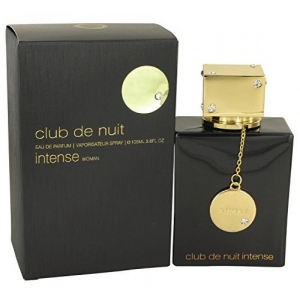 club de nuit
EAU DE PARFUM | VAPORISATEUR SPRAY | ℮105ML 3.6FL.OZ
intense WOMAN
club de nuit intense